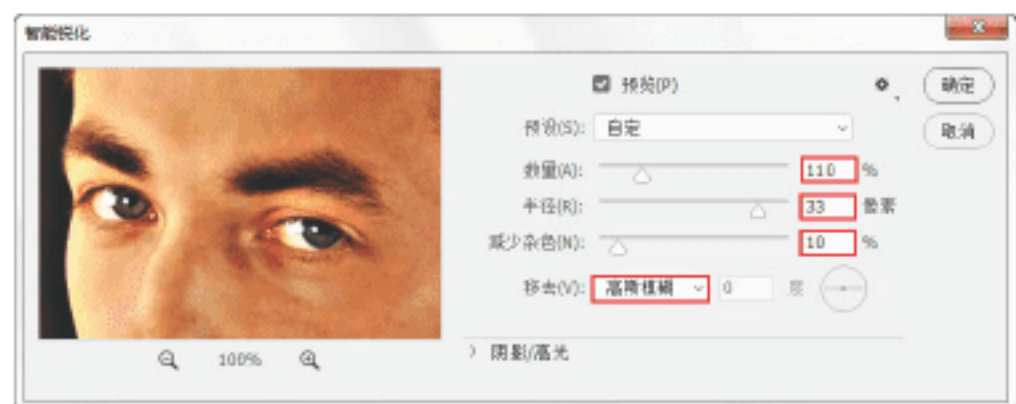 智能锐化
预览(P)
确定
预设(S): 自定
取消
数量(A): 110 %
半径(R): 33 像素
减少杂色(N): 10 %
移去(V): 高斯模糊 0 度
100%
阴影/高光